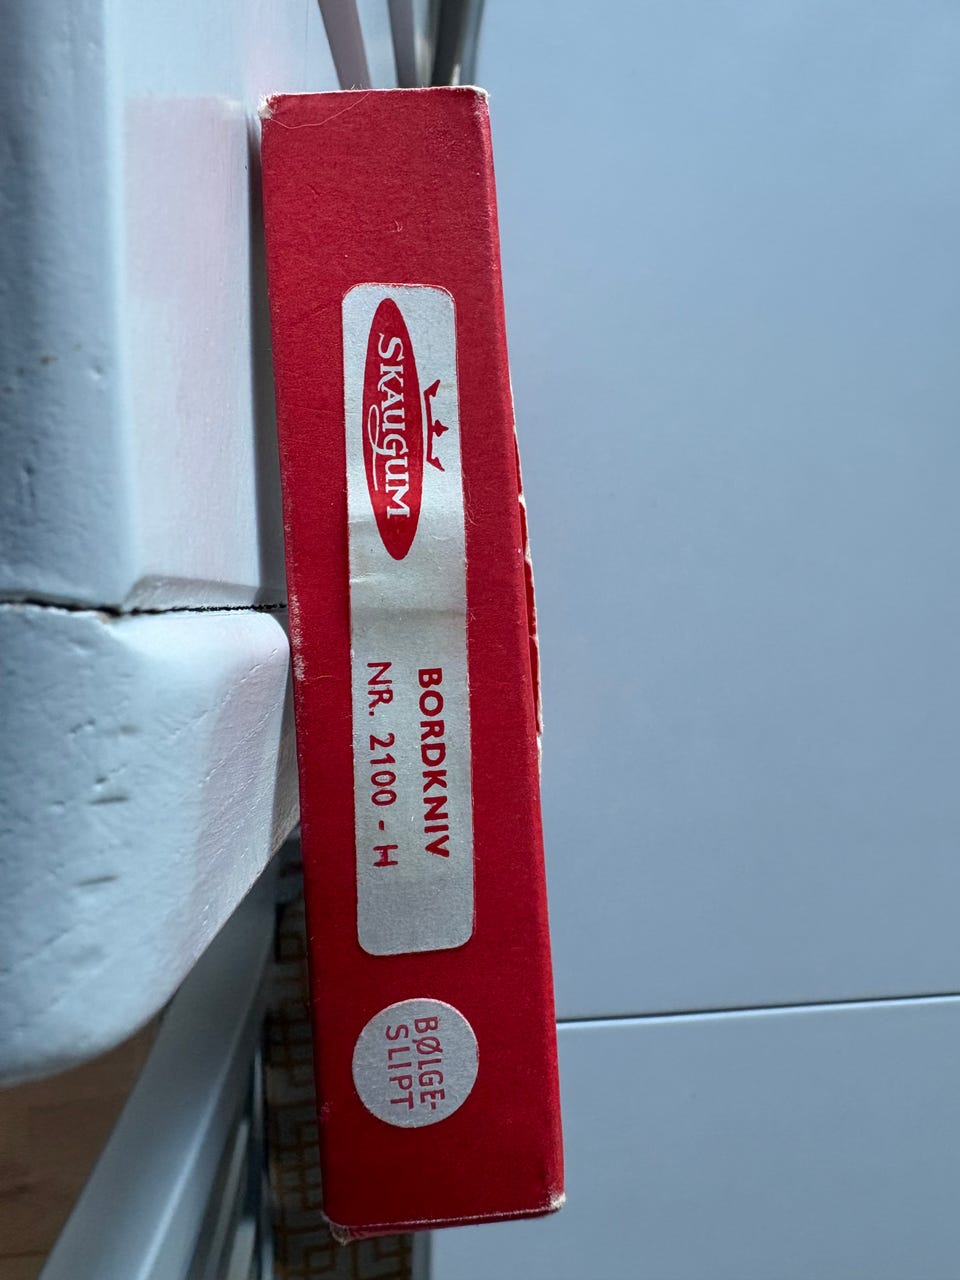 SKAUGUM
BORDKNIV
NR. 2100 - H
BØLGE-
SLIPT